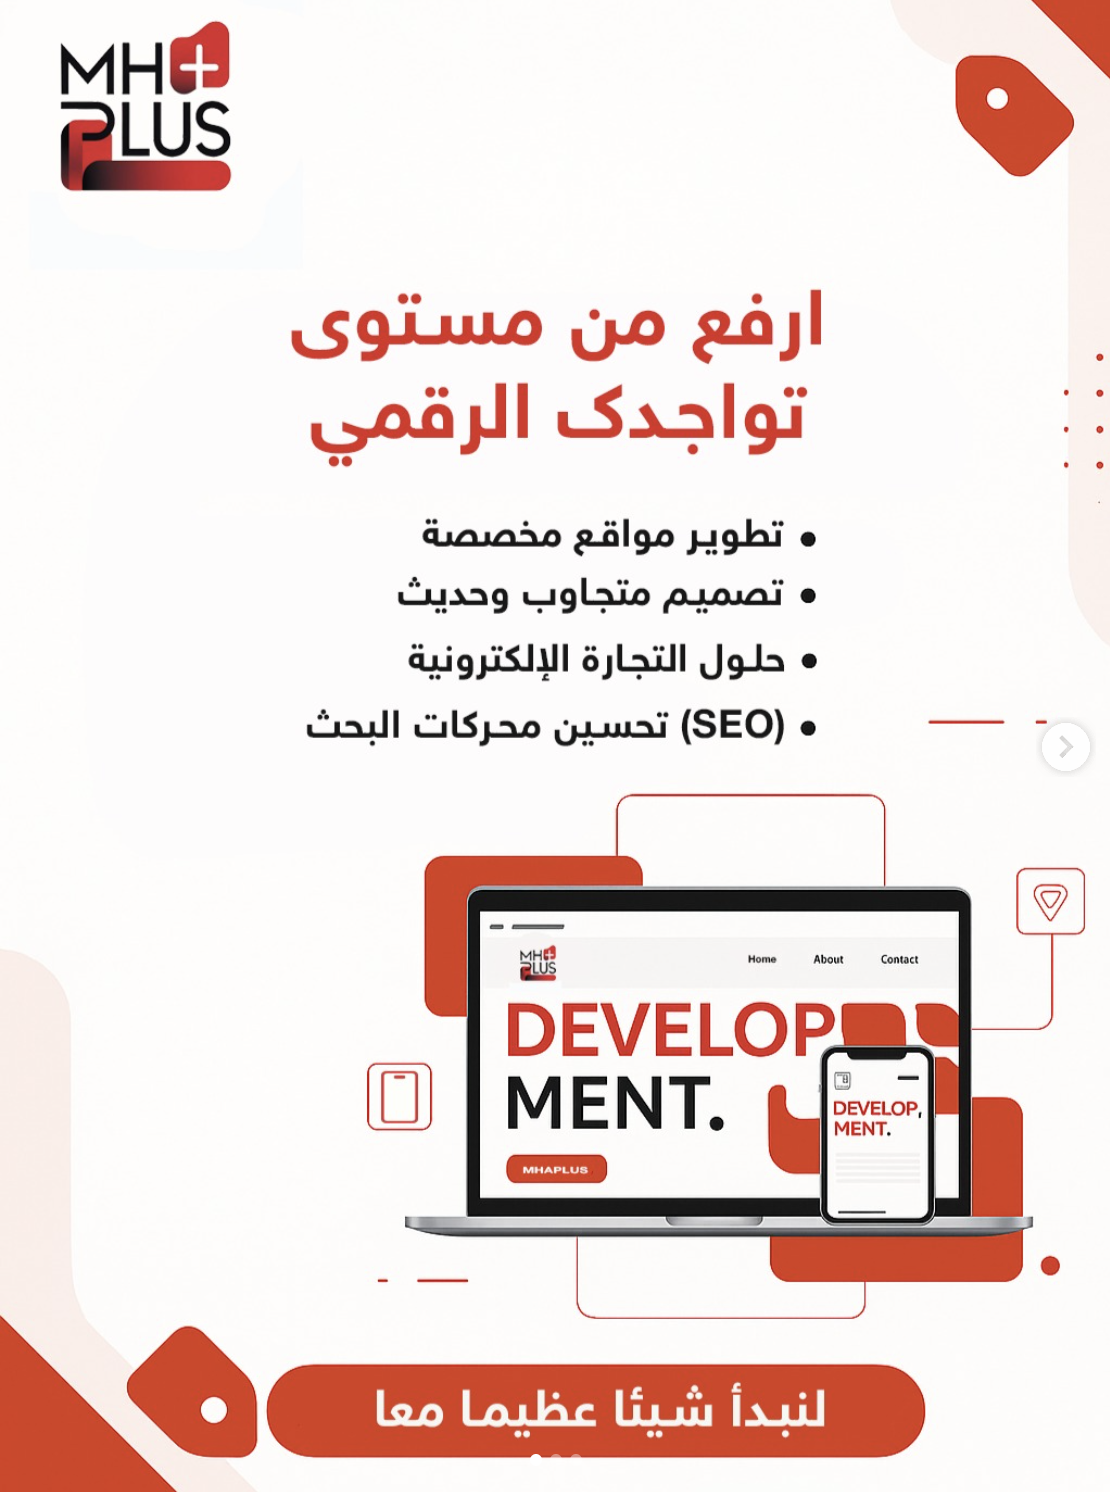 MH+
PLUS
ارفع من مستوى
تواجدک الرقمي
• تطوير مواقع مخصصة
• تصميم متجاوب وحديث
• حلول التجارة الإلكترونية
• (SEO) تحسين محركات البحث
MH+
PLUS
Home About Contact
DEVELOP
MENT.
MHAPLUS
DEVELOP,
MENT.
لنبدأ شيئا عظيما معا